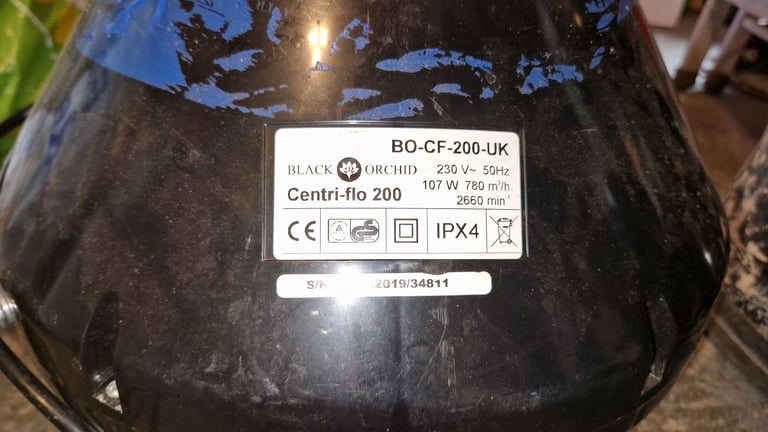 BO-CF-200-UK
BLACK ORCHID
230 V~ 50Hz
Centri-flo 200
107 W 780 m³/h
2660 min⁻¹
CE
GS
IPX4
S/N
.2019/34811